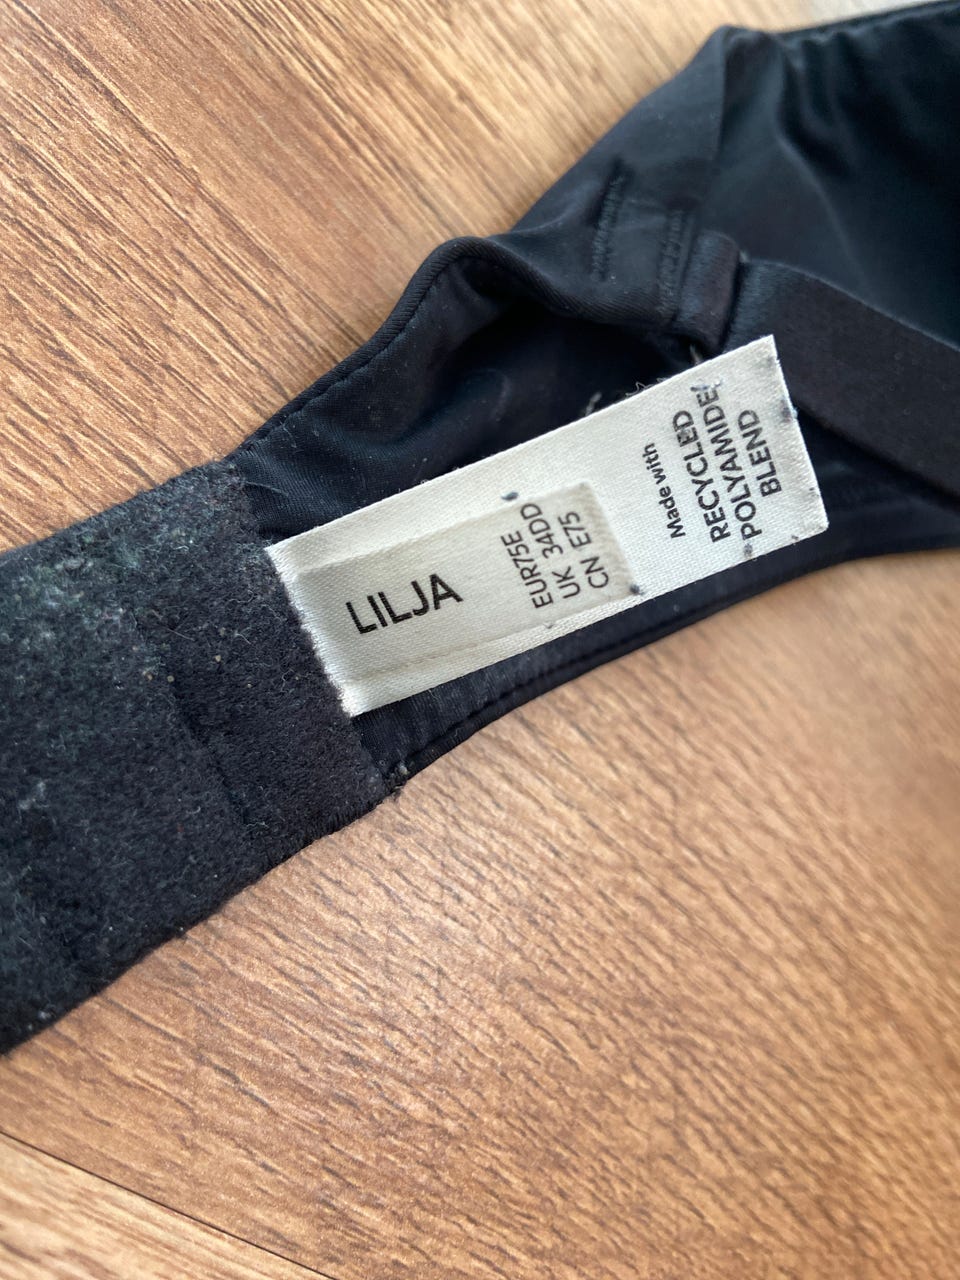 LILJA
EUR75E
UK 34DD
CN E75
Made with
RECYCLED
POLYAMIDE/
BLEND